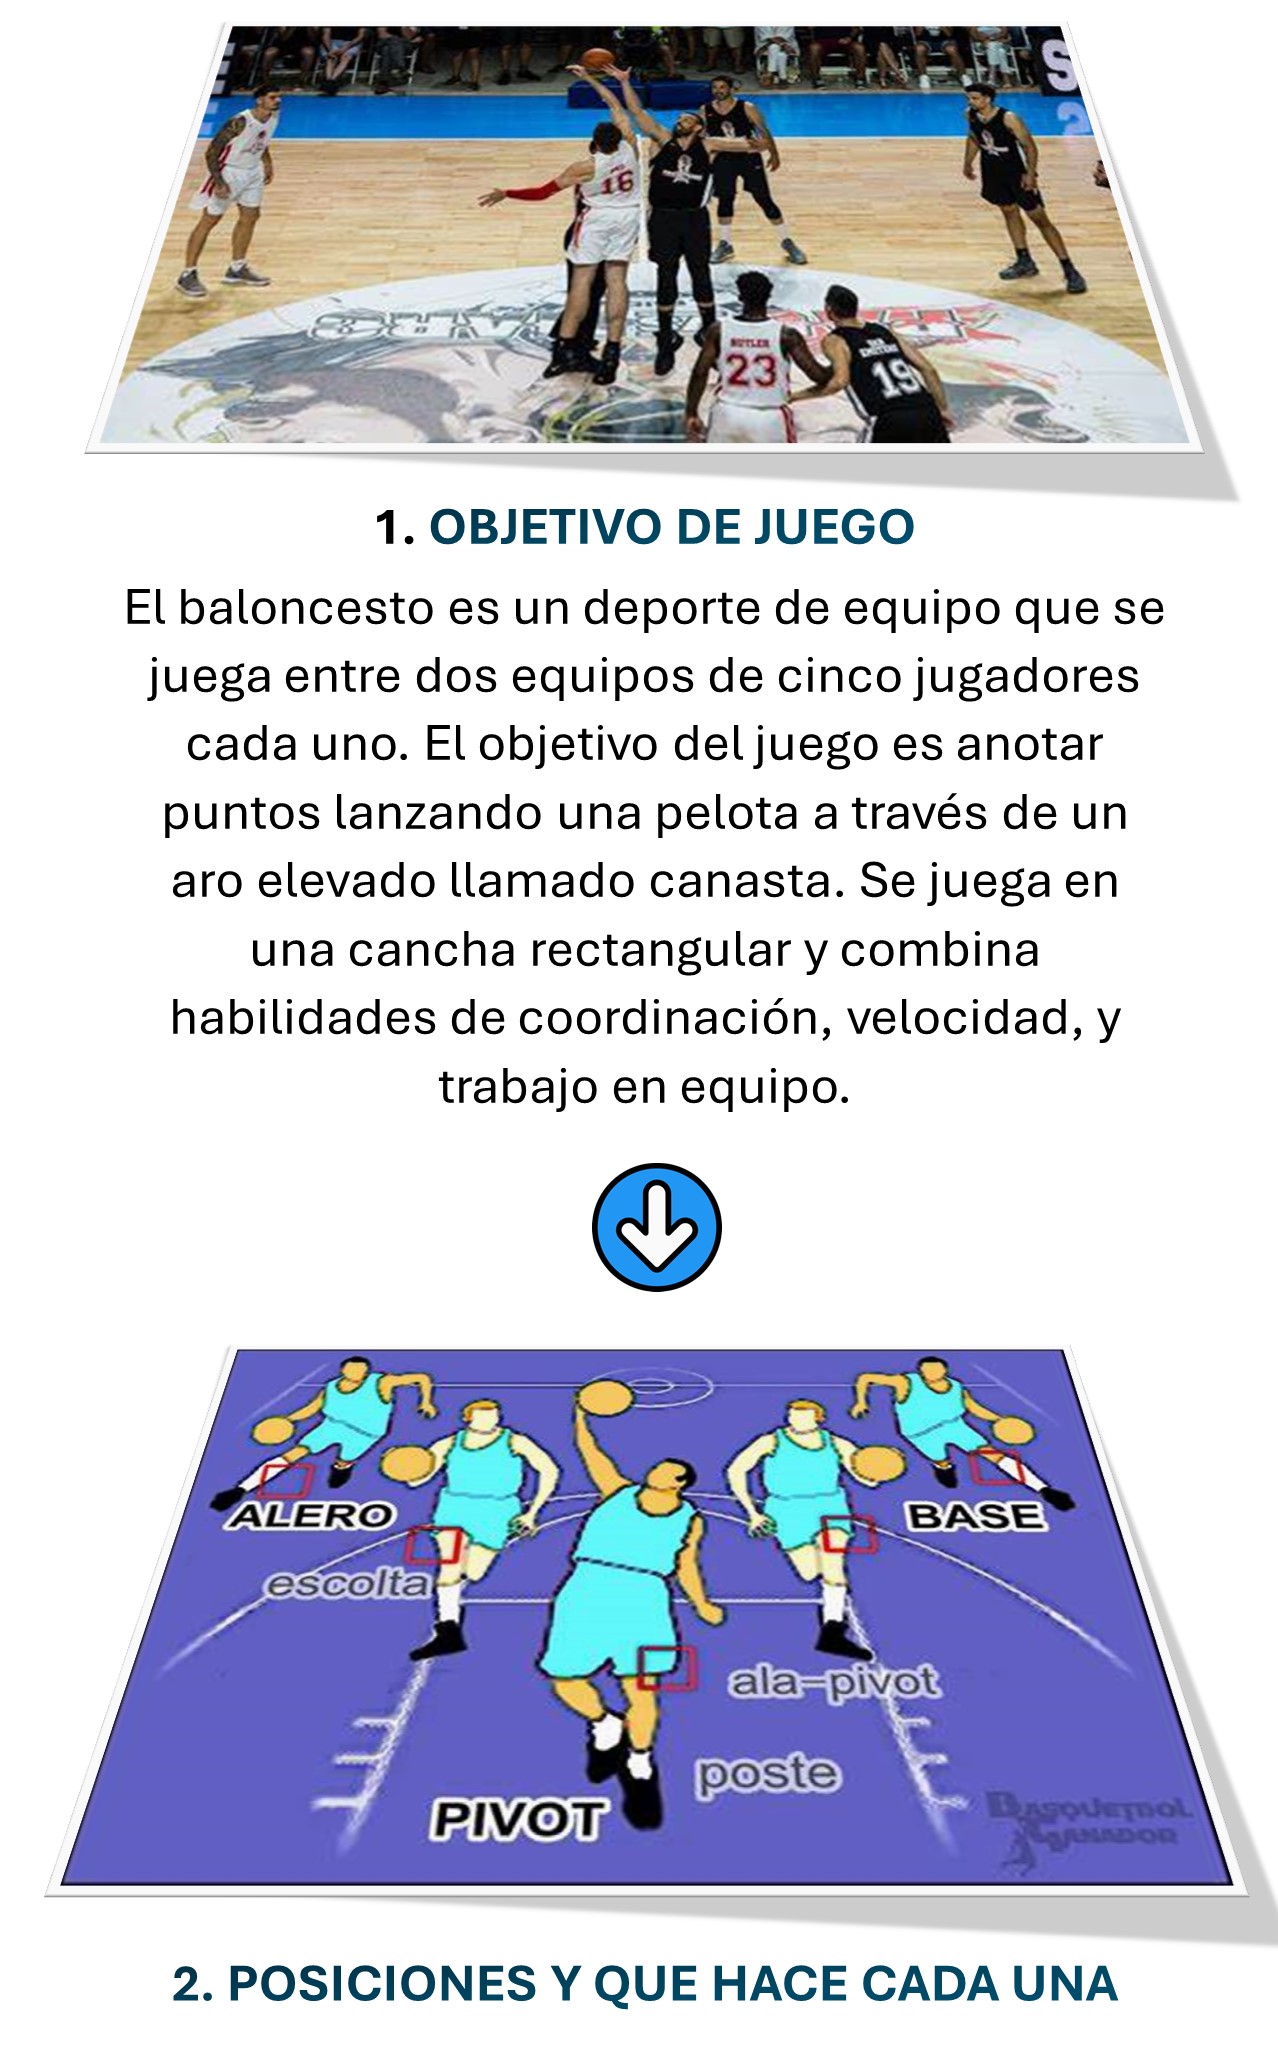 S
2
16
BUTLER
23
19
1. OBJETIVO DE JUEGO
El baloncesto es un deporte de equipo que se
juega entre dos equipos de cinco jugadores
cada uno. El objetivo del juego es anotar
puntos lanzando una pelota a través de un
aro elevado llamado canasta. Se juega en
una cancha rectangular y combina
habilidades de coordinación, velocidad, y
trabajo en equipo.
ALERO
BASE
escolta
ala-pivot
poste
PIVOT
BASQUETBOL
GANADOR
2. POSICIONES Y QUE HACE CADA UNA